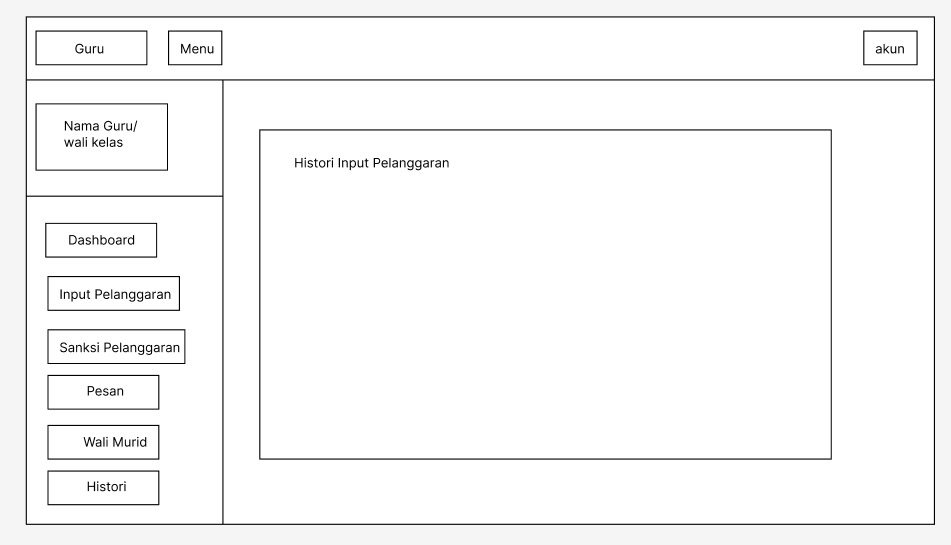 Guru
Menu
akun
Nama Guru/
wali kelas
Histori Input Pelanggaran
Dashboard
Input Pelanggaran
Sanksi Pelanggaran
Pesan
Wali Murid
Histori